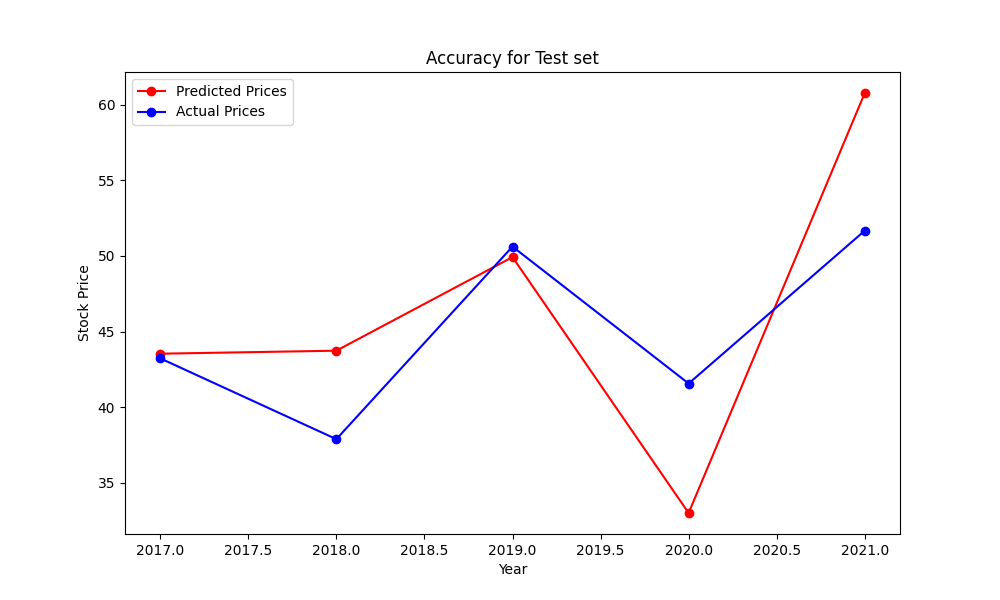 Accuracy for Test set
Predicted Prices
Actual Prices
60
55
50
45
40
35
Stock Price
2017.0 2017.5 2018.0 2018.5 2019.0 2019.5 2020.0 2020.5 2021.0
Year